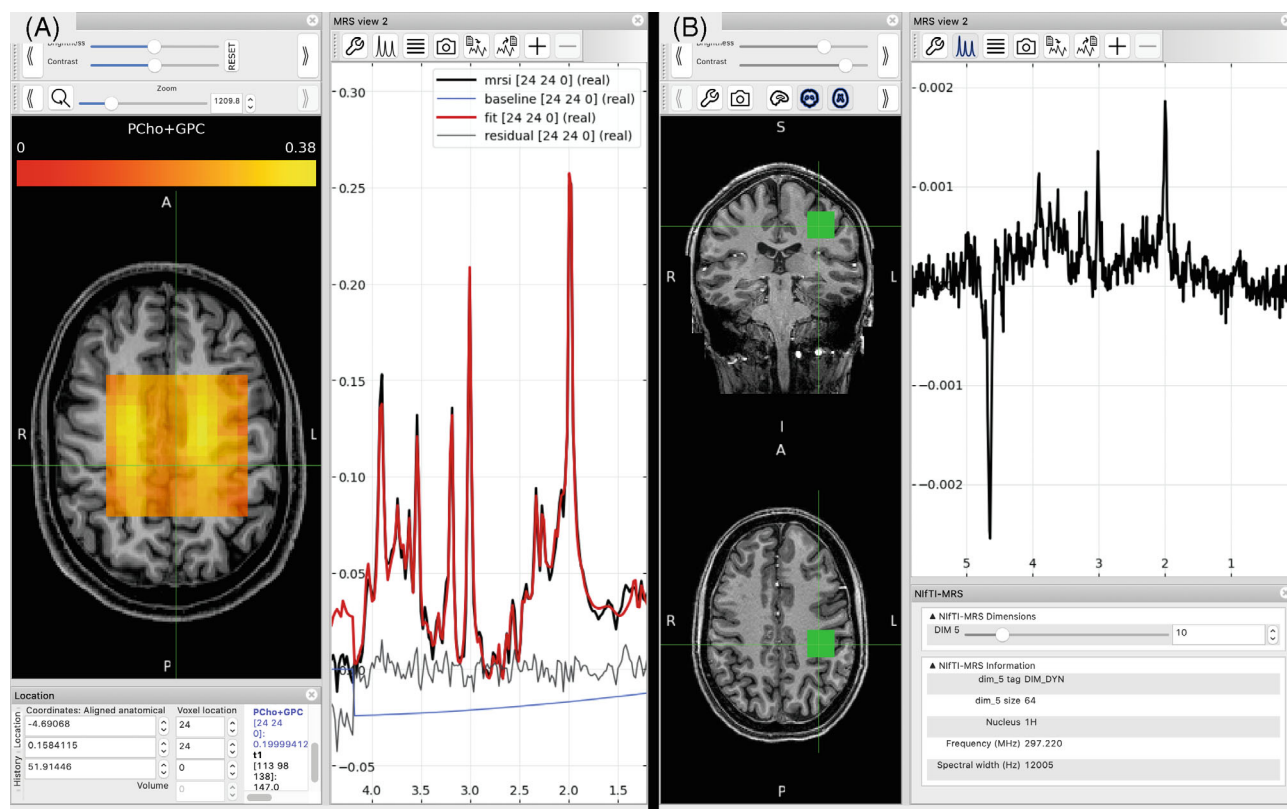 (A)
Brightness
Contrast
RESET
Zoom
1209.8
PCho+GPC
0
0.38
A
R
L
P
Location
Coordinates: Aligned anatomical
Voxel location
-4.69068
24
0.1584115
24
51.91446
0
Volume
0
History
Location
PCho+GPC
[24 24
0]:
0.19999412
t1
[113 98
138]:
147.0
MRS view 2
mrsi [24 24 0] (real)
baseline [24 24 0] (real)
fit [24 24 0] (real)
residual [24 24 0] (real)
0.30
0.25
0.20
0.15
0.10
0.05
0.00
−0.05
4.0
3.5
3.0
2.5
2.0
1.5
(B)
Brightness
Contrast
S
R
L
I
A
R
L
P
MRS view 2
0.002
0.001
−0.001
−0.002
5
4
3
2
1
NIfTI-MRS
▲ NIfTI-MRS Dimensions
DIM 5
10
▲ NIfTI-MRS Information
dim_5 tag DIM_DYN
dim_5 size 64
Nucleus 1H
Frequency (MHz) 297.220
Spectral width (Hz) 12005